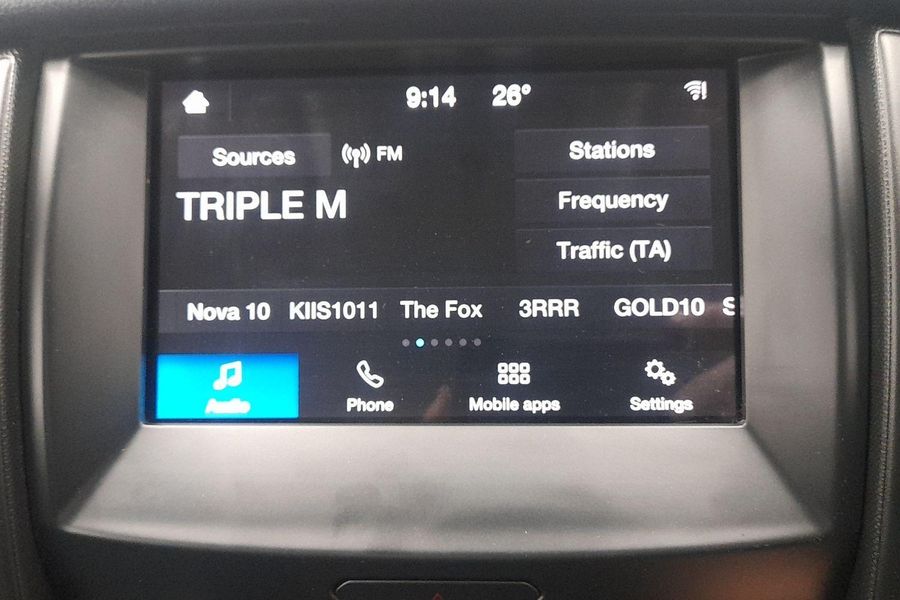 9:14 26°
Sources FM Stations
TRIPLE M Frequency
Traffic (TA)
Nova 10 KIIS1011 The Fox 3RRR GOLD10 S
Audio Phone Mobile apps Settings